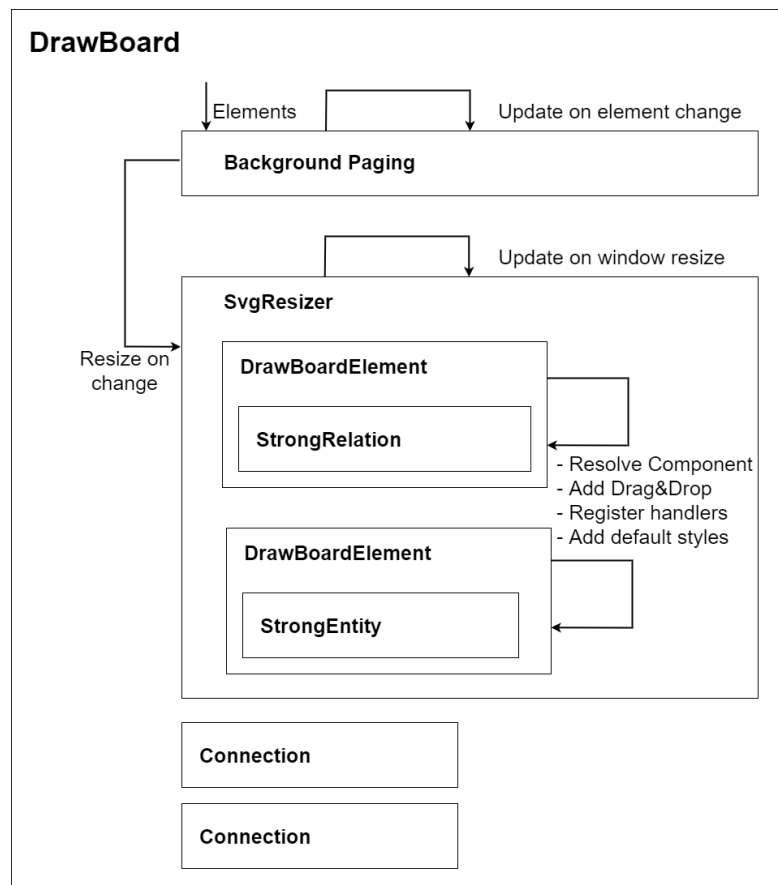 DrawBoard
Elements
Update on element change
Background Paging
Update on window resize
SvgResizer
Resize on
change
DrawBoardElement
StrongRelation
- Resolve Component
- Add Drag&Drop
- Register handlers
- Add default styles
DrawBoardElement
StrongEntity
Connection
Connection